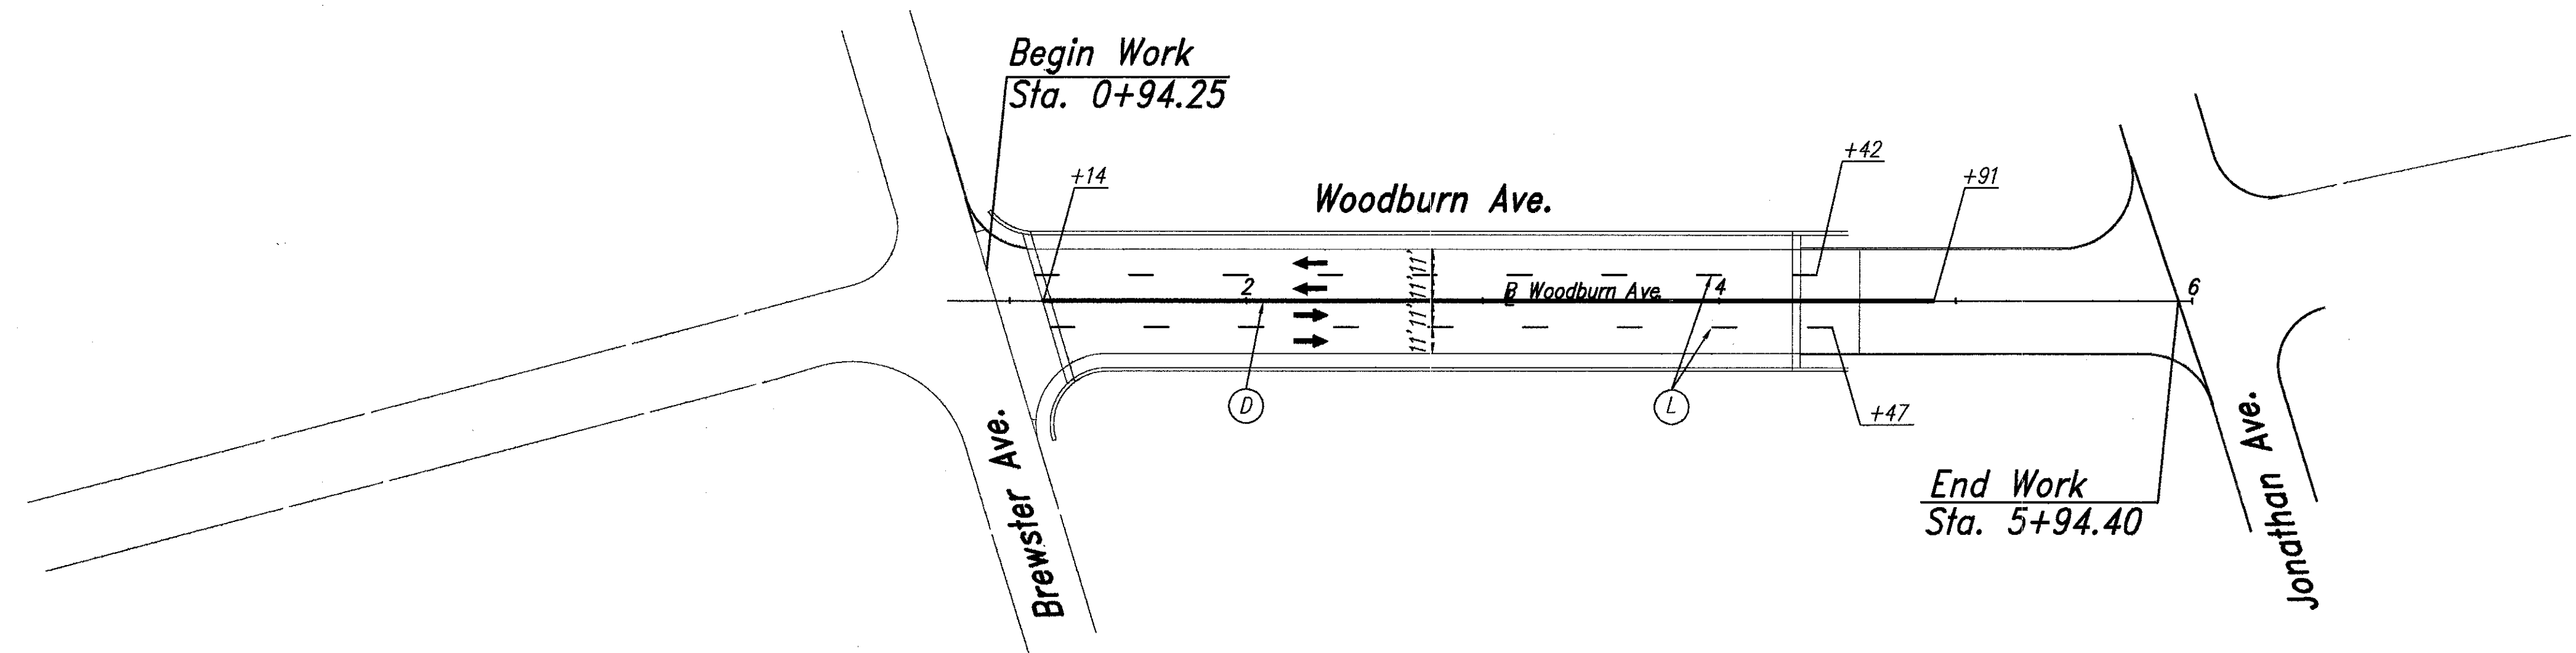 Begin Work
Sta. 0+94.25
+14
Woodburn Ave.
+42
+91
11'
11'
11'
11'
2
B Woodburn Ave.
4
6
D
L
+47
Brewster Ave.
End Work
Sta. 5+94.40
Jonathan Ave.